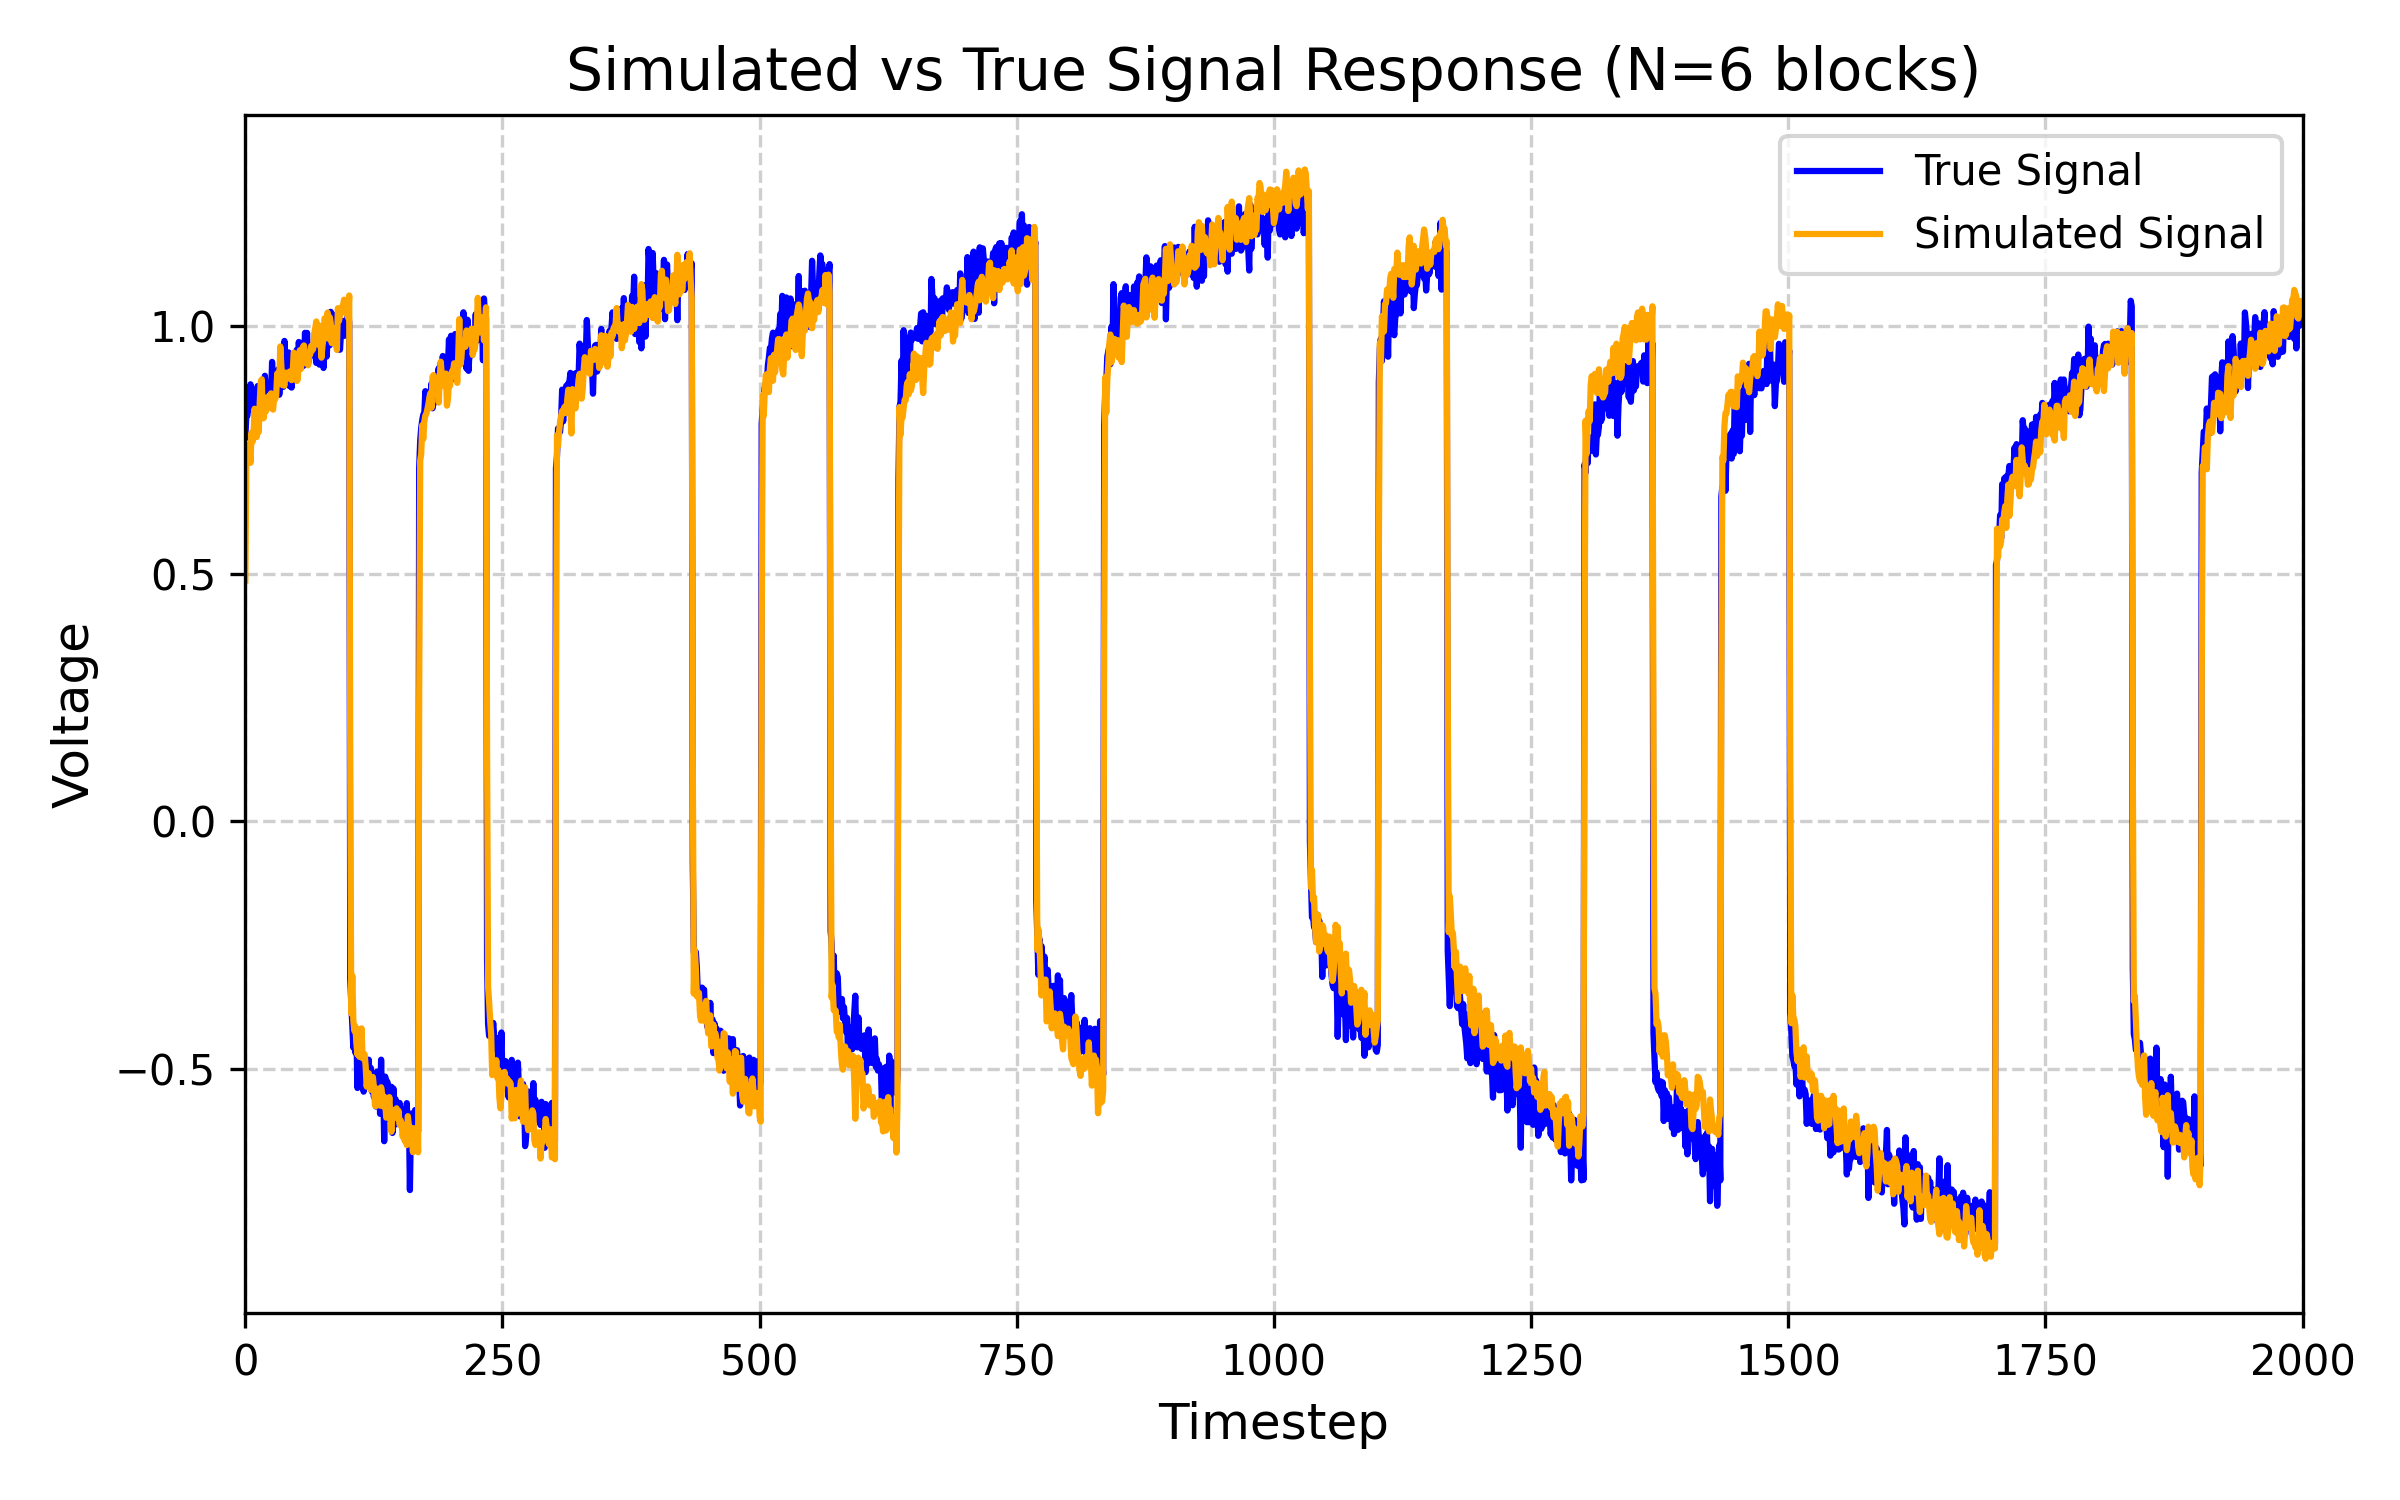 Simulated vs True Signal Response (N=6 blocks)
True Signal
Simulated Signal
Voltage
1.0
0.5
0.0
−0.5
0 250 500 750 1000 1250 1500 1750 2000
Timestep